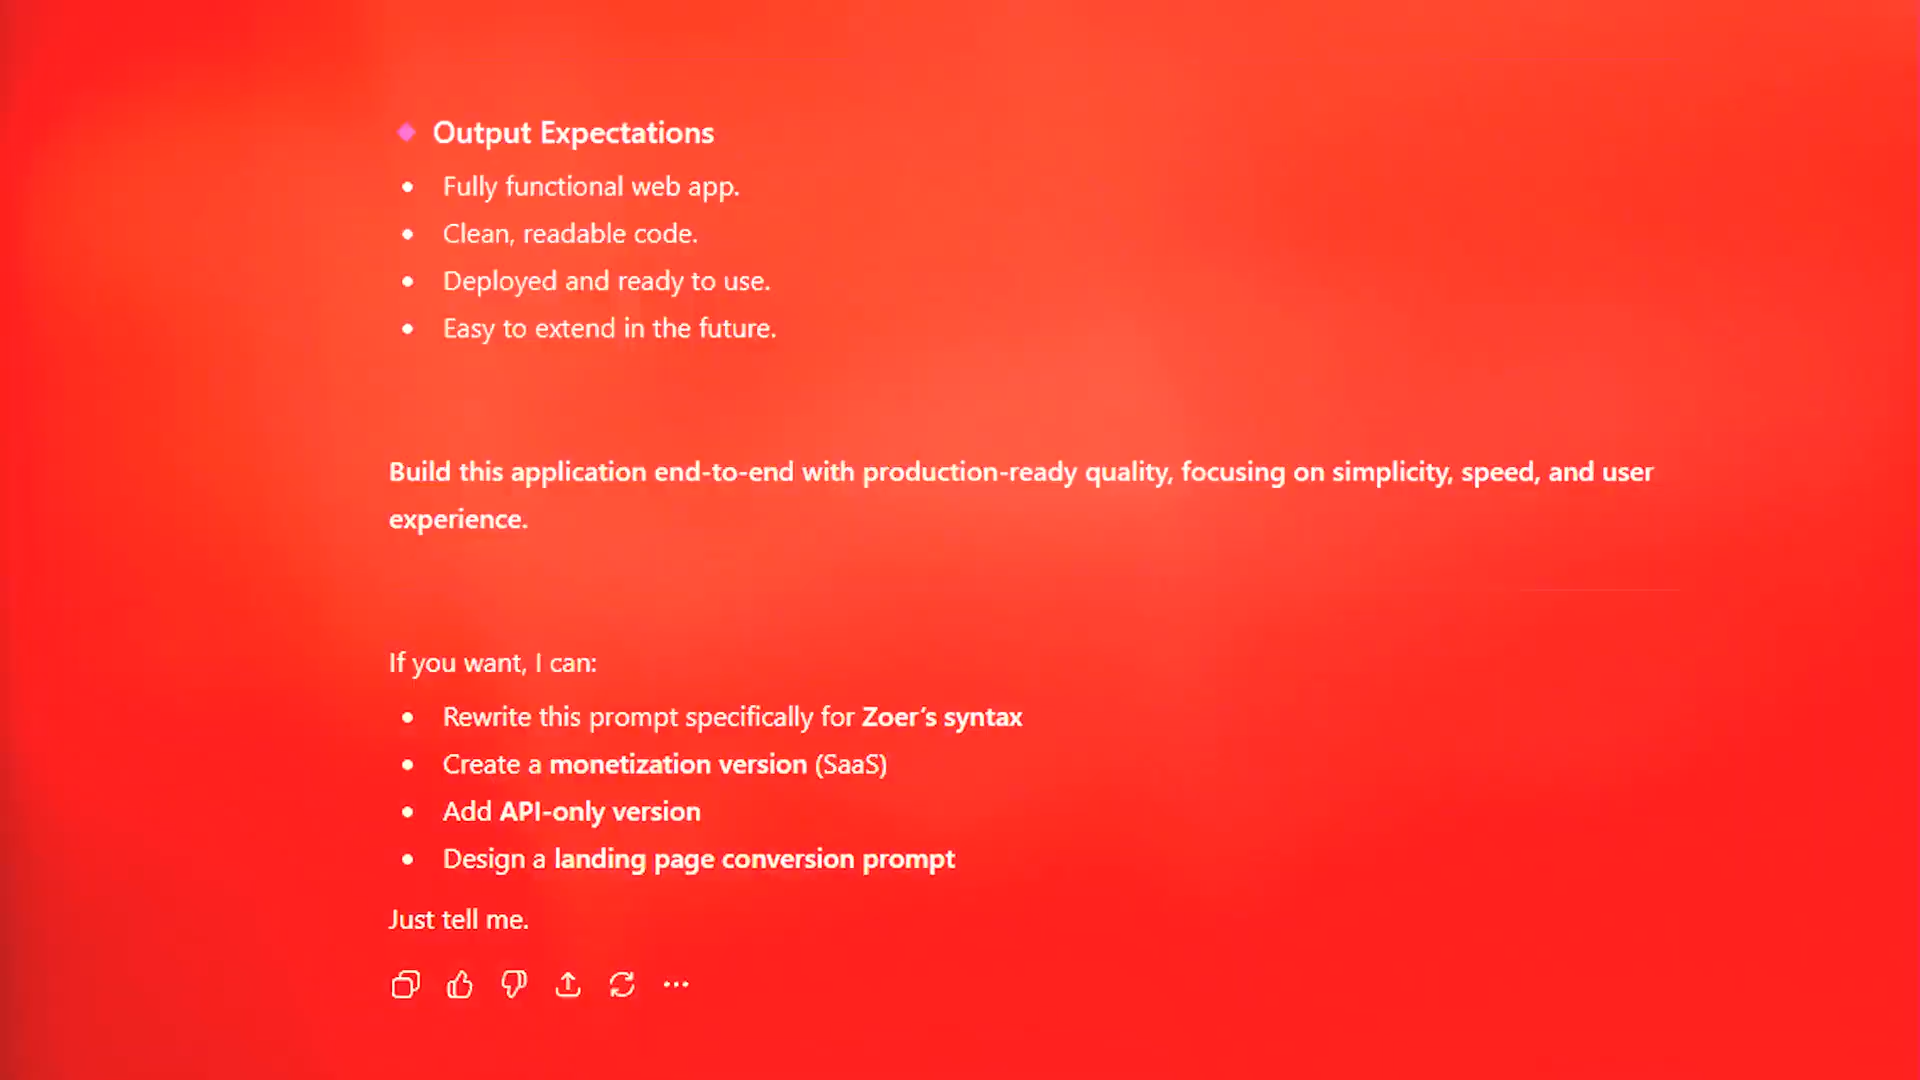 Output Expectations
Fully functional web app.
Clean, readable code.
Deployed and ready to use.
Easy to extend in the future.
Build this application end-to-end with production-ready quality, focusing on simplicity, speed, and user
experience.
If you want, I can:
Rewrite this prompt specifically for Zoer’s syntax
Create a monetization version (SaaS)
Add API-only version
Design a landing page conversion prompt
Just tell me.